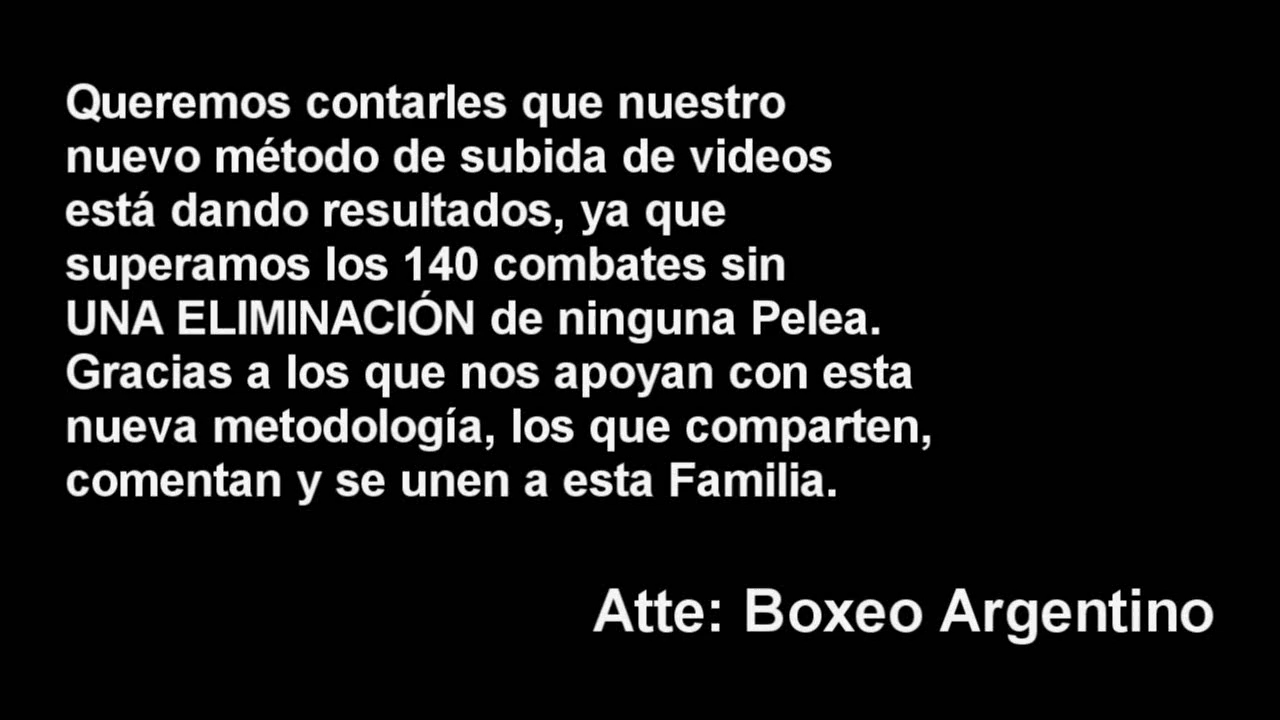 Queremos contarles que nuestro
nuevo método de subida de videos
está dando resultados, ya que
superamos los 140 combates sin
UNA ELIMINACIÓN de ninguna Pelea.
Gracias a los que nos apoyan con esta
nueva metodología, los que comparten,
comentan y se unen a esta Familia.
Atte: Boxeo Argentino